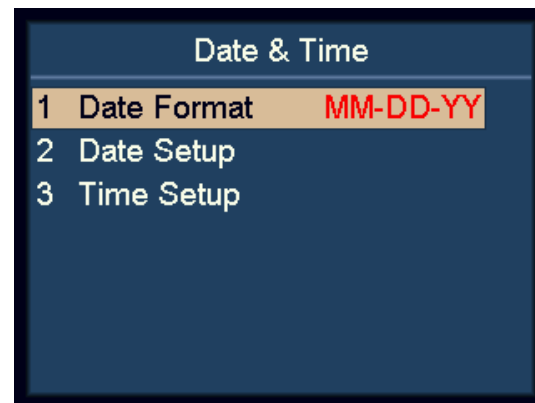 Date & Time
1 Date Format MM-DD-YY
2 Date Setup
3 Time Setup